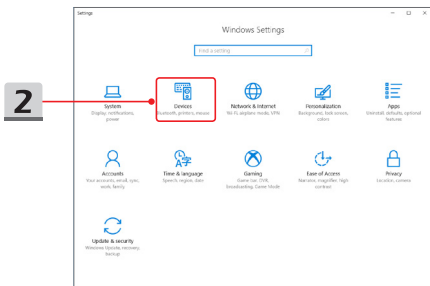 Settings
Windows Settings
Find a setting
2
System
Display, notifications,
power
Devices
Bluetooth, printers, mouse
Network & Internet
Wi-Fi, airplane mode, VPN
Personalization
Background, lock screen,
colors
Apps
Uninstall, defaults, optional
features
Accounts
Your accounts, email, sync,
work, family
Time & language
Speech, region, date
Gaming
Game bar, DVR,
broadcasting, Game Mode
Ease of Access
Narrator, magnifier, high
contrast
Privacy
Location, camera
Update & security
Windows Update, recovery,
backup